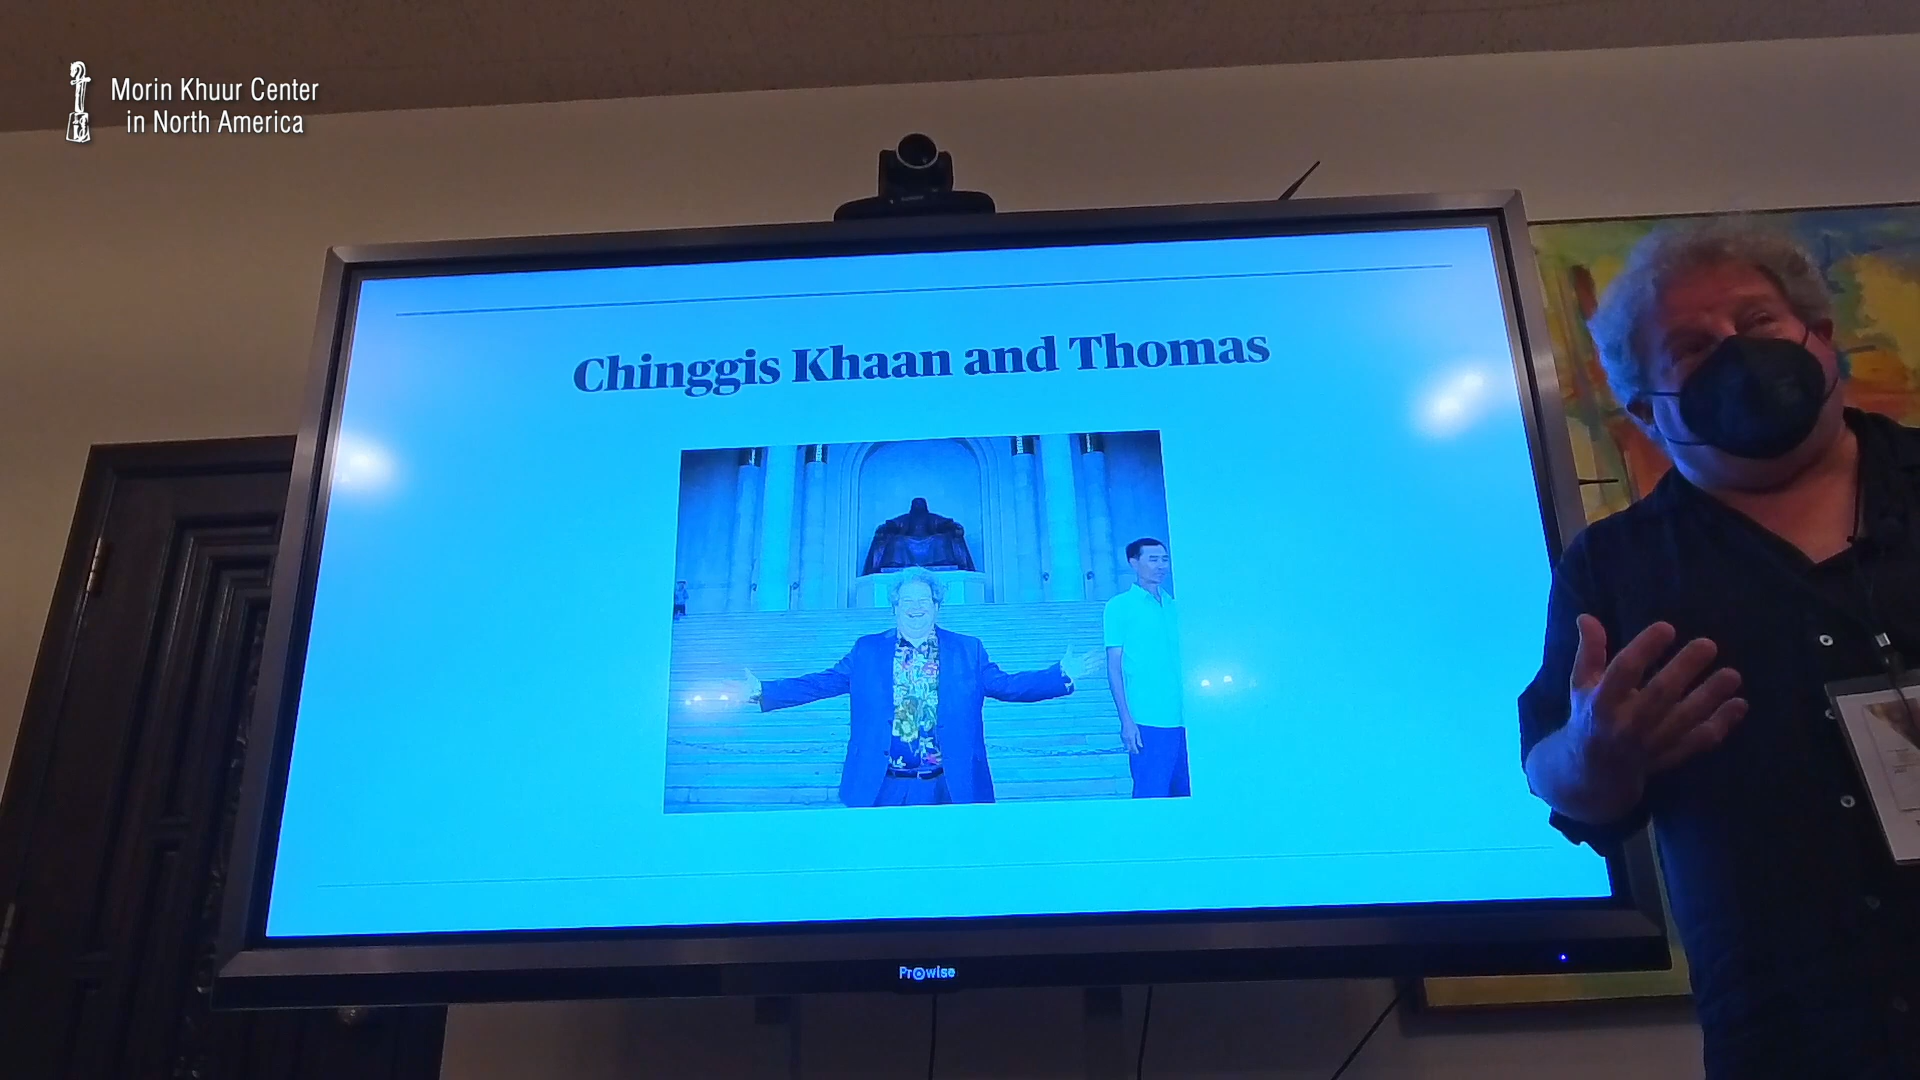 Morin Khuur Center
in North America
Chinggis Khaan and Thomas
Prowise